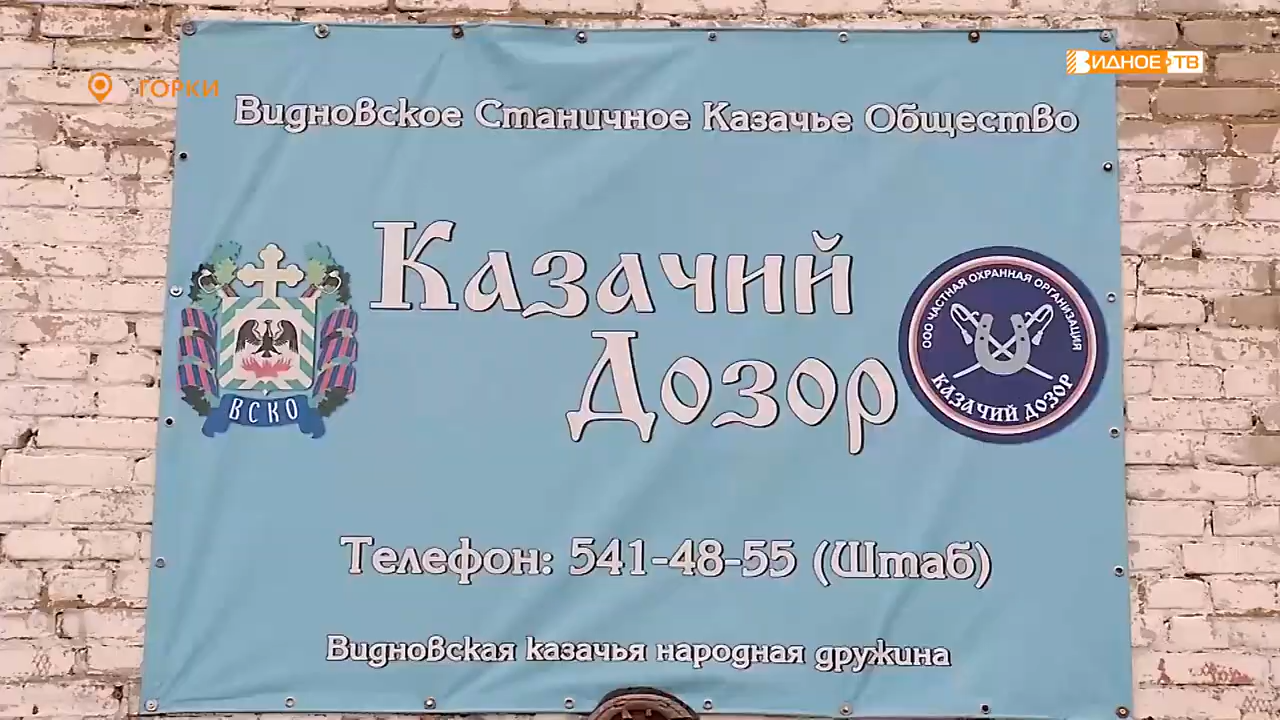 ГОРКИ
ВИДНОЕ ТВ
Видновское Станичное Казачье Общество
Казачий
Дозор
ВСКО
ООО ЧАСТНАЯ ОХРАННАЯ ОРГАНИЗАЦИЯ
КАЗАЧИЙ ДОЗОР
Телефон: 541-48-55 (Штаб)
Видновская казачья народная дружина